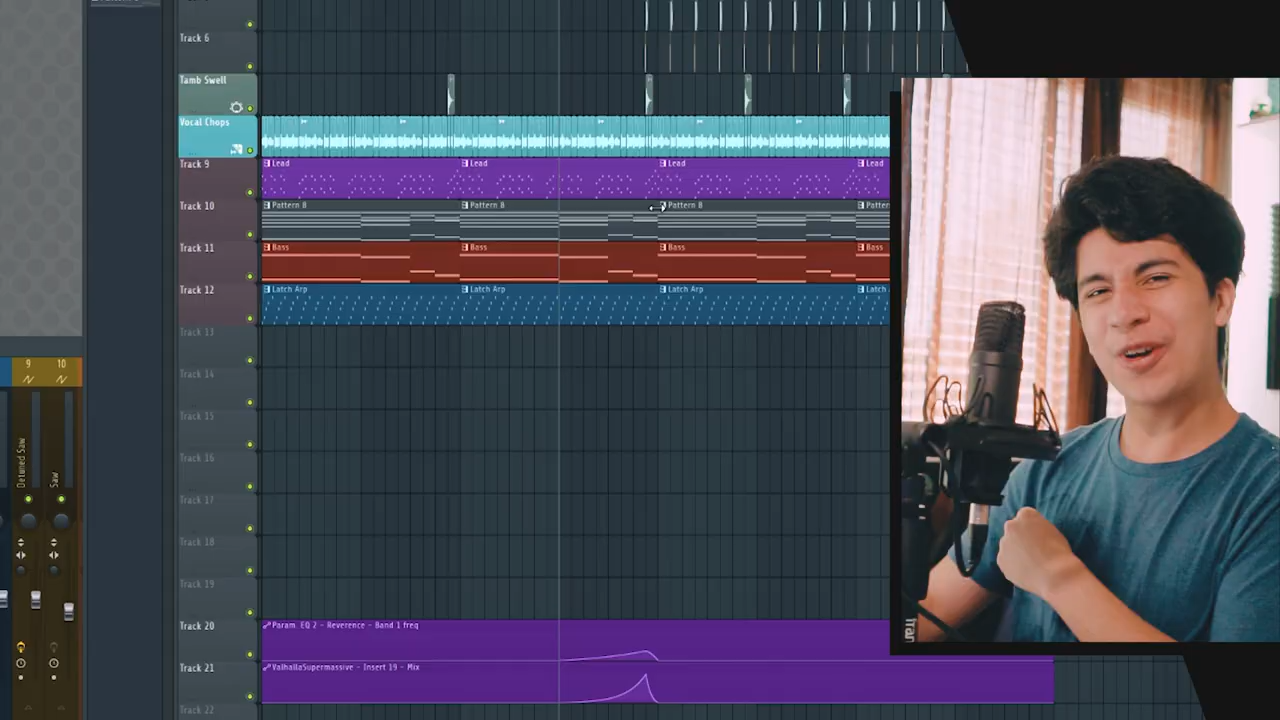 Track 6
Tamb Swell
Vocal Chops
Track 9
Lead Lead Lead Lead
Track 10
Pattern 8 Pattern 8 Pattern 8
Track 11
Bass Bass Bass Bass
Track 12
Latch Arp Latch Arp Latch Arp Latch
Track 13
Track 14
Track 15
Track 16
Track 17
Track 18
Track 19
Track 20
Param. EQ 2 - Reverence - Band 1 freq
Track 21
ValhallaSupermassive - Insert 19 - Mix
Track 22
9 10
Detuned Saw
Saw